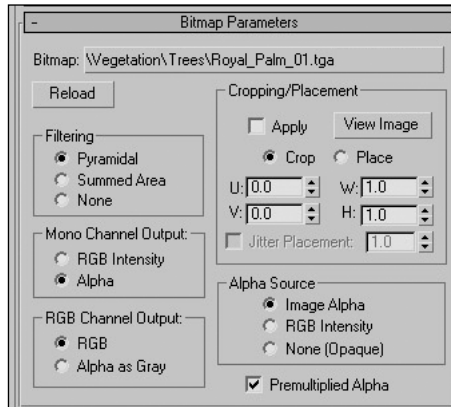 - Bitmap Parameters
Bitmap: \Vegetation\Trees\Royal_Palm_01.tga
Reload
Filtering
Pyramidal
Summed Area
None
Mono Channel Output:
RGB Intensity
Alpha
RGB Channel Output:
RGB
Alpha as Gray
Cropping/Placement
Apply View Image
Crop Place
U: 0.0 W: 1.0
V: 0.0 H: 1.0
Jitter Placement: 1.0
Alpha Source
Image Alpha
RGB Intensity
None (Opaque)
Premultiplied Alpha